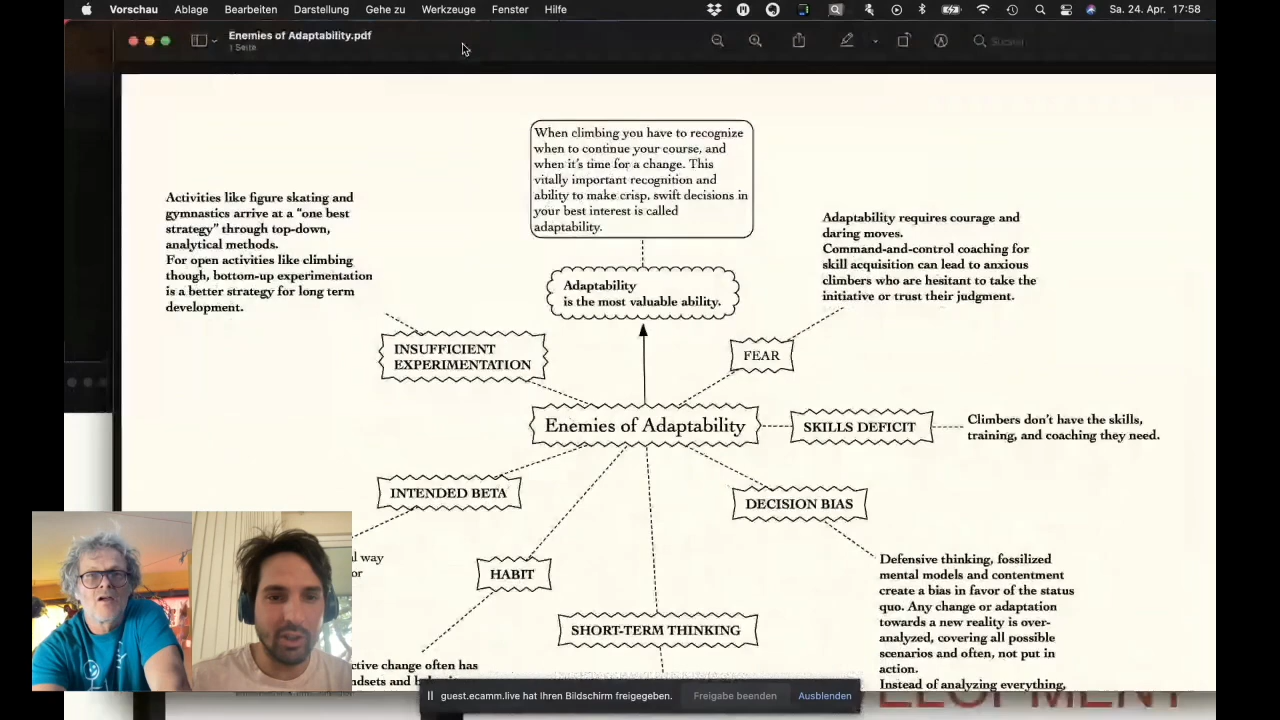 Vorschau Ablage Bearbeiten Darstellung Gehe zu Werkzeuge Fenster Hilfe Sa. 24. Apr. 17:58
Enemies of Adaptability.pdf
1 Seite
When climbing you have to recognize
when to continue your course, and
when it's time for a change. This
vitally important recognition and
ability to make crisp, swift decisions in
your best interest is called
adaptability.
Activities like figure skating and
gymnastics arrive at a “one best
strategy” through top-down,
analytical methods.
For open activities like climbing
though, bottom-up experimentation
is a better strategy for long term
development.
Adaptability requires courage and
daring moves.
Command-and-control coaching for
skill acquisition can lead to anxious
climbers who are hesitant to take the
initiative or trust their judgment.
Adaptability
is the most valuable ability.
INSUFFICIENT
EXPERIMENTATION
FEAR
Enemies of Adaptability
SKILLS DEFICIT
Climbers don't have the skills,
training, and coaching they need.
INTENDED BETA
DECISION BIAS
way
or
HABIT
Defensive thinking, fossilized
mental models and contentment
create a bias in favor of the status
quo. Any change or adaptation
towards a new reality is over-
analyzed, covering all possible
scenarios and often, not put in
action.
Instead of analyzing everything,
SHORT-TERM THINKING
change often has
guest.ecamm.live hat Ihren Bildschirm freigegeben. Freigabe beenden Ausblenden